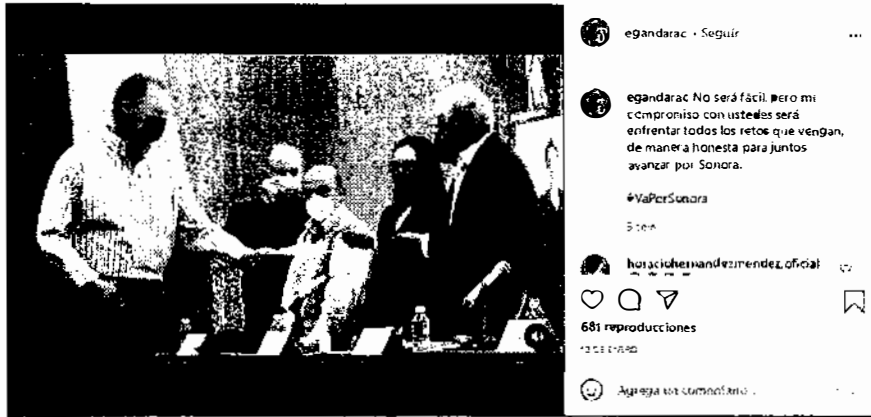 egandarac • Seguir
egandarac No será fácil, pero mi
compromiso con ustedes será
enfrentar todos los retos que vengan,
de manera honesta para juntos
avanzar por Sonora.
#VaPorSonora
horaciohernandezmendez.oficial
681 reproducciones
Agrega un comentario...